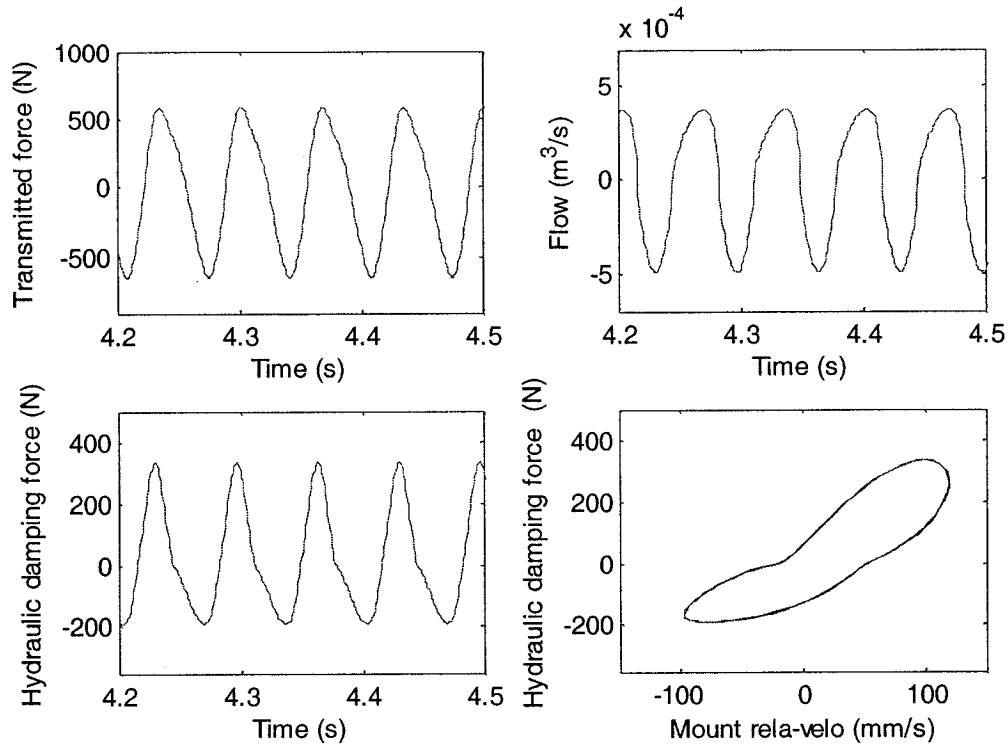 Transmitted force (N)
1000
500
0
-500
4.2 4.3 4.4 4.5
Time (s)
x 10^-4
Flow (m^3/s)
5
0
-5
4.2 4.3 4.4 4.5
Time (s)
Hydraulic damping force (N)
400
200
0
-200
4.2 4.3 4.4 4.5
Time (s)
Hydraulic damping force (N)
400
200
0
-200
-100 0 100
Mount rela-velo (mm/s)